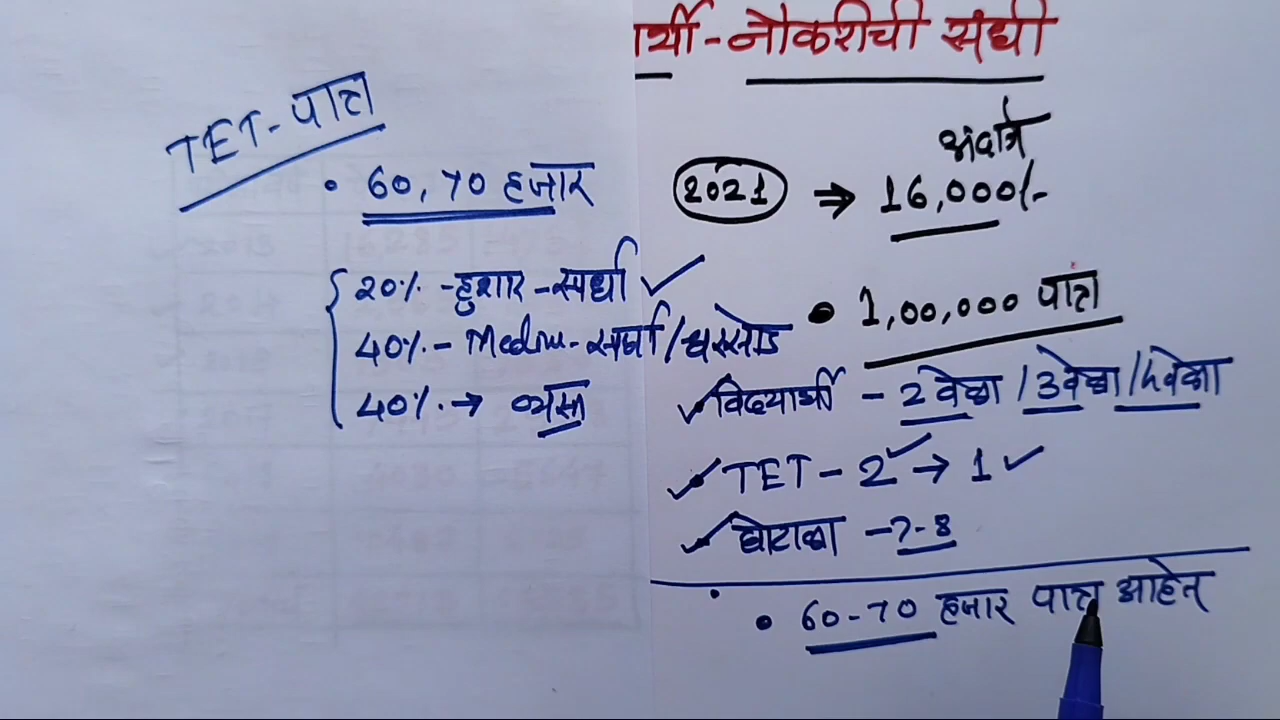 र्थी-नोकरीची संधी
TET-पात्र
• 60, 70 हजार
20% -हुशार -स्पर्धा ✓
40% - Medium- स्पर्धा /
40% →
अंदाजे
2021 ⇒ 16,000/-
• 1,00,000 पात्र
✓ विद्यार्थी - 2 वेळा / 3 वेळा / 4 वेळा
✓ TET - 2 ✓ → 1 ✓
✓ घोटाळा - 7-8
• 60-70 हजार पात्र आहेत